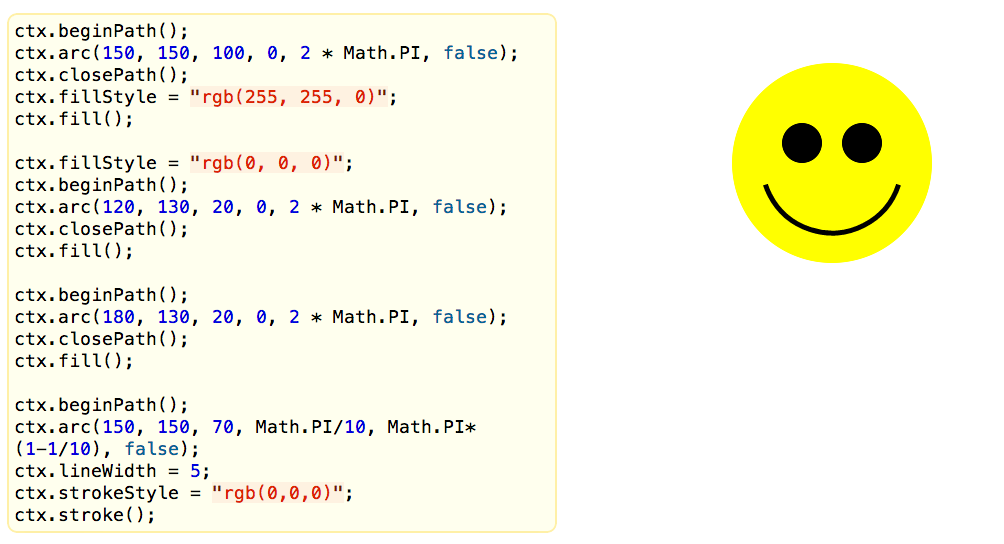 ctx.beginPath();
ctx.arc(150, 150, 100, 0, 2 * Math.PI, false);
ctx.closePath();
ctx.fillStyle = "rgb(255, 255, 0)";
ctx.fill();

ctx.fillStyle = "rgb(0, 0, 0)";
ctx.beginPath();
ctx.arc(120, 130, 20, 0, 2 * Math.PI, false);
ctx.closePath();
ctx.fill();

ctx.beginPath();
ctx.arc(180, 130, 20, 0, 2 * Math.PI, false);
ctx.closePath();
ctx.fill();

ctx.beginPath();
ctx.arc(150, 150, 70, Math.PI/10, Math.PI*
(1-1/10), false);
ctx.lineWidth = 5;
ctx.strokeStyle = "rgb(0,0,0)";
ctx.stroke();